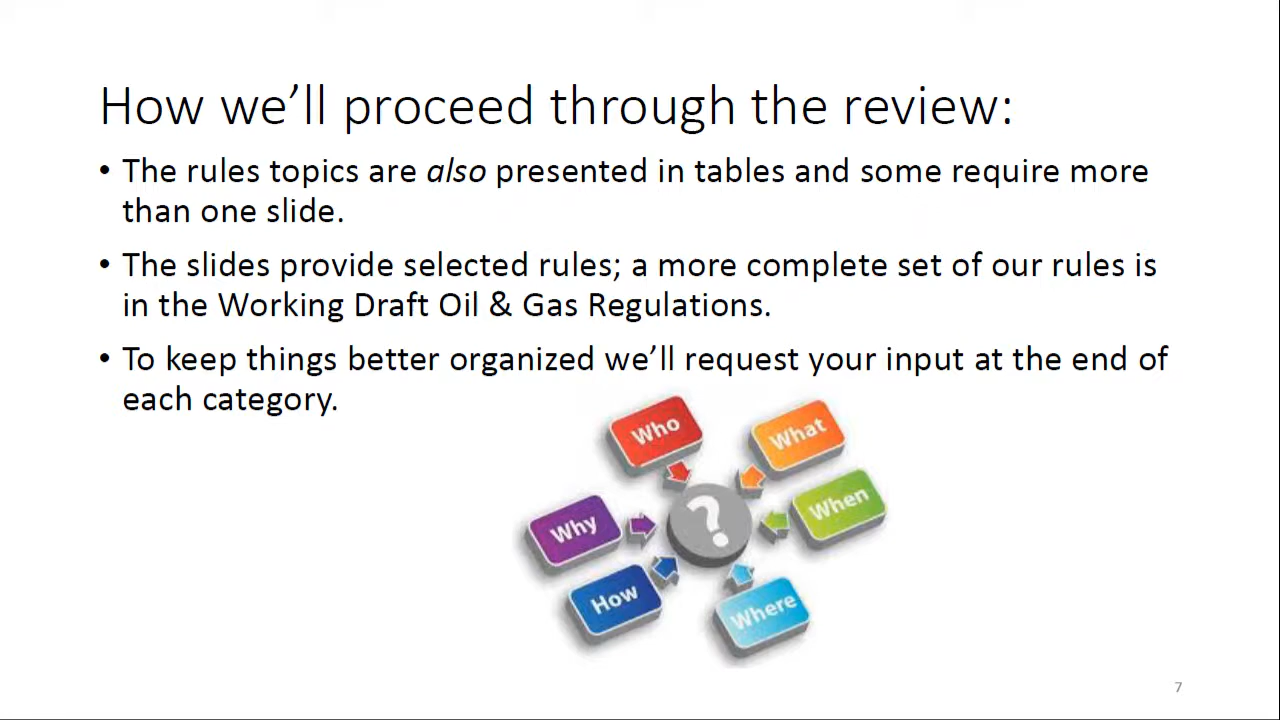 How we’ll proceed through the review:
• The rules topics are also presented in tables and some require more
than one slide.
• The slides provide selected rules; a more complete set of our rules is
in the Working Draft Oil & Gas Regulations.
• To keep things better organized we’ll request your input at the end of
each category.
Who
What
Why
?
When
How
Where
7